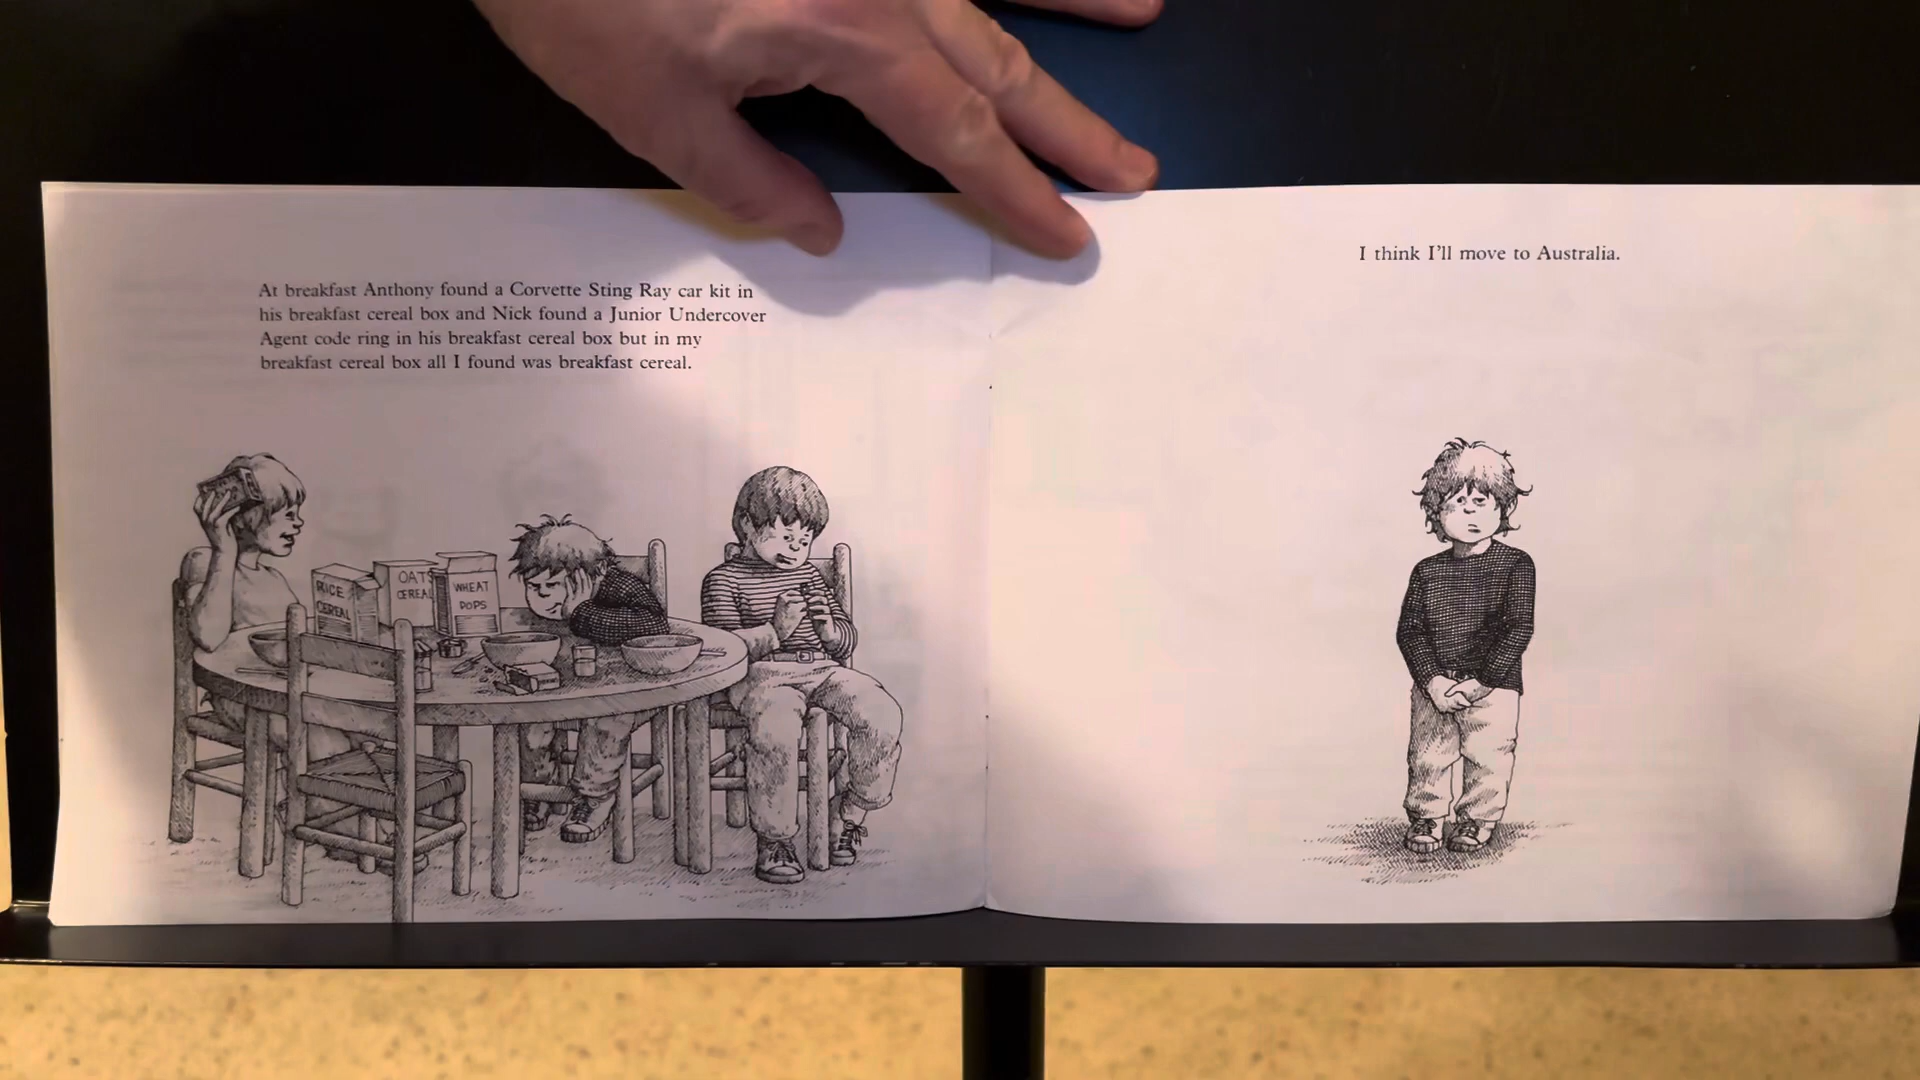 At breakfast Anthony found a Corvette Sting Ray car kit in
his breakfast cereal box and Nick found a Junior Undercover
Agent code ring in his breakfast cereal box but in my
breakfast cereal box all I found was breakfast cereal.
RICE
CEREAL
OATS
CEREAL
WHEAT
POPS
I think I'll move to Australia.